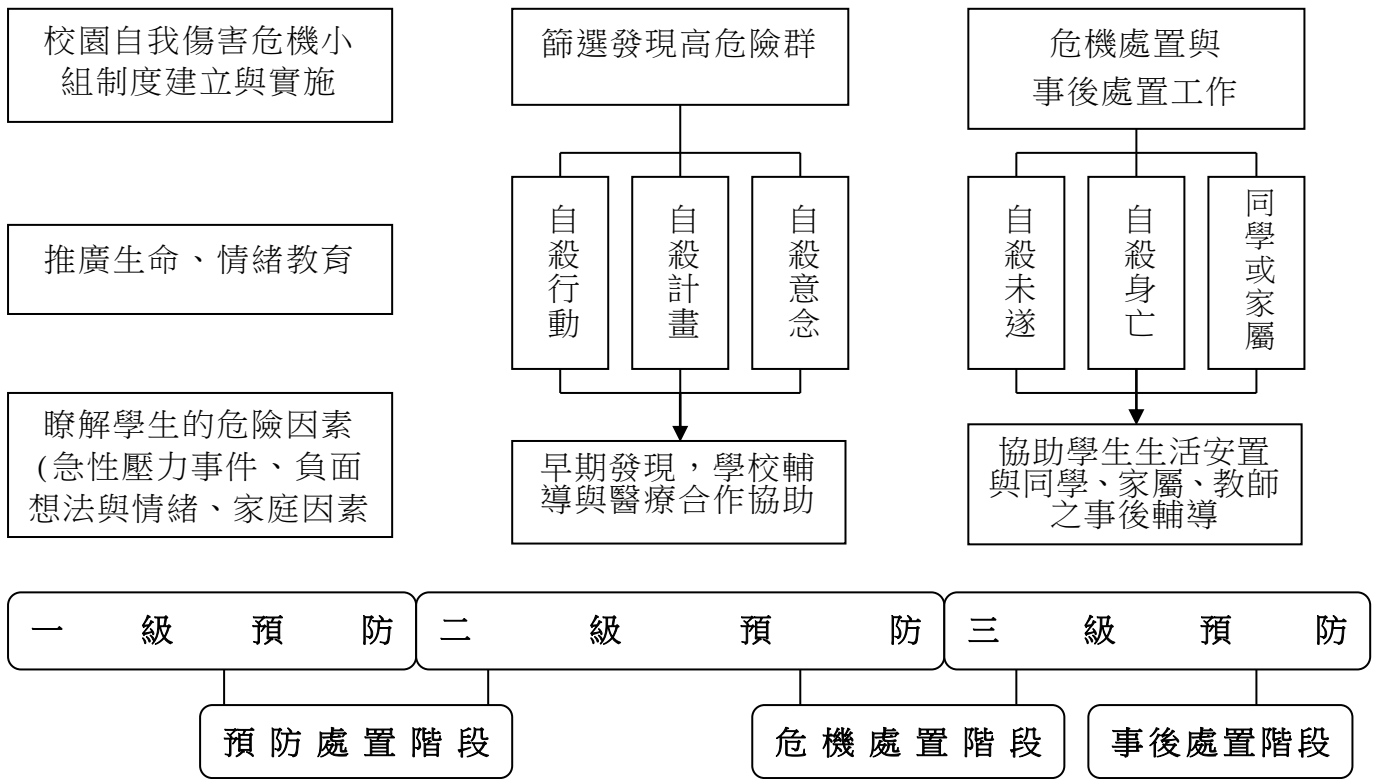 校園自我傷害危機小
組制度建立與實施
推廣生命、情緒教育
瞭解學生的危險因素
(急性壓力事件、負面
想法與情緒、家庭因素
篩選發現高危險群
自殺行動
自殺計畫
自殺意念
早期發現，學校輔
導與醫療合作協助
危機處置與
事後處置工作
自殺未遂
自殺身亡
同學或家屬
協助學生生活安置
與同學、家屬、教師
之事後輔導
一級預防
二級預防
三級預防
預防處置階段
危機處置階段
事後處置階段